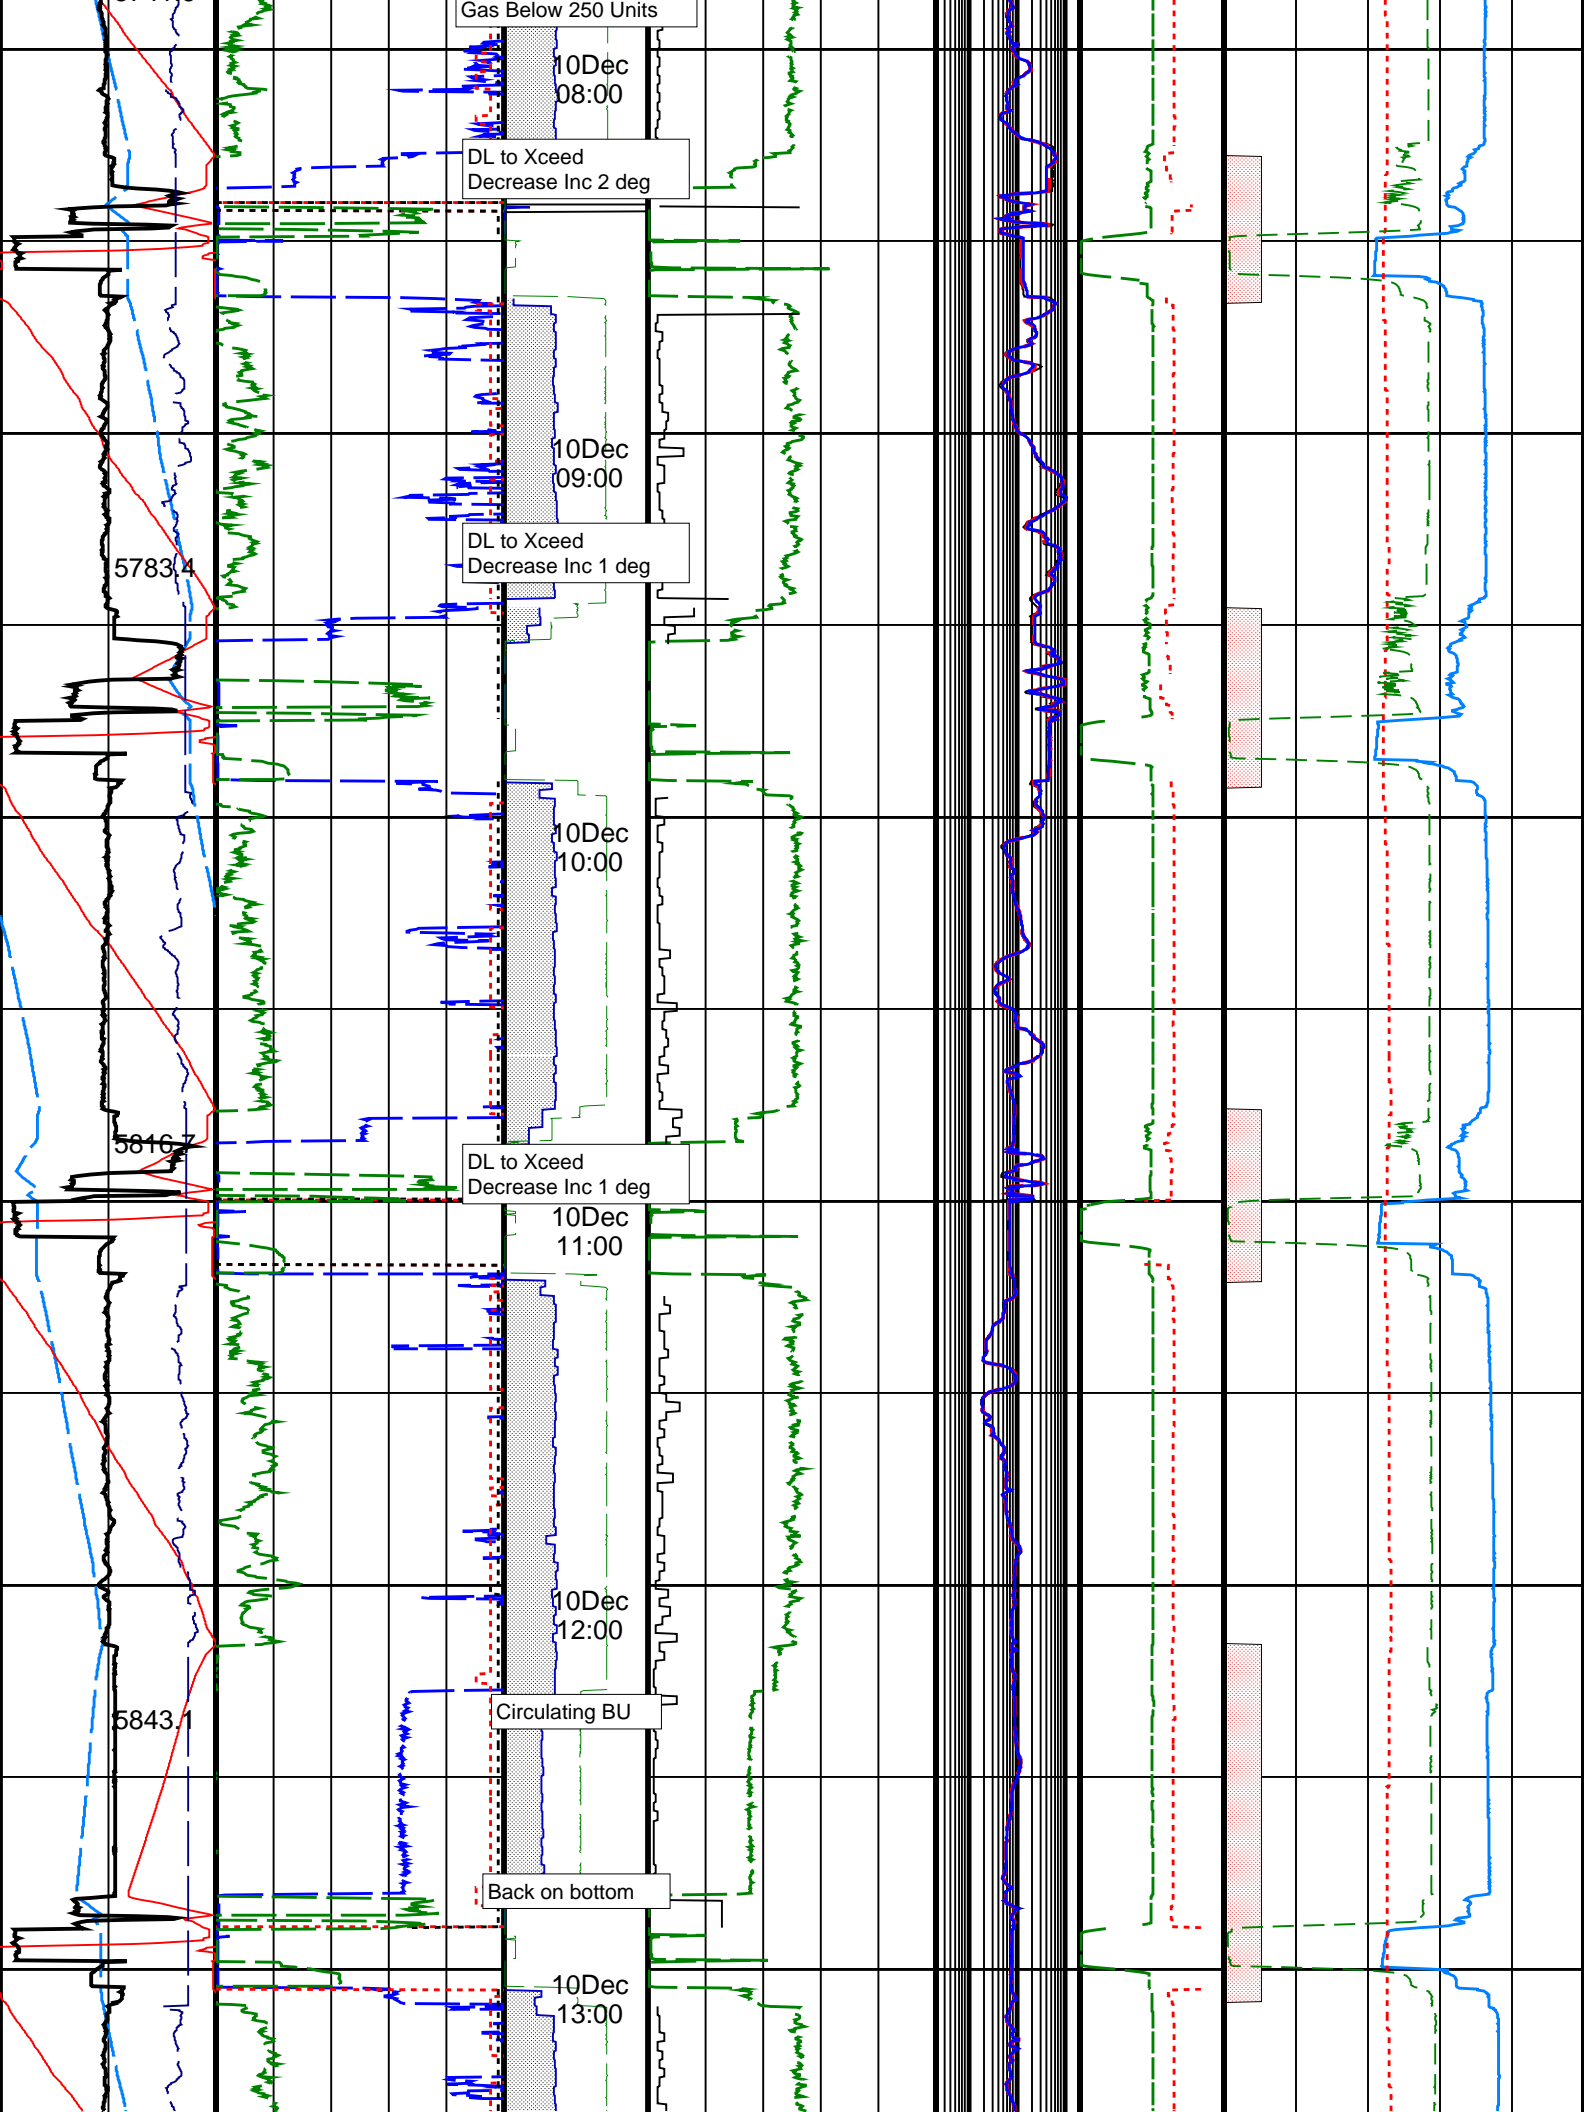 Gas Below 250 Units
10Dec
08:00
DL to Xceed
Decrease Inc 2 deg
10Dec
09:00
DL to Xceed
Decrease Inc 1 deg
5783.4
10Dec
10:00
5816.7
DL to Xceed
Decrease Inc 1 deg
10Dec
11:00
10Dec
12:00
Circulating BU
5843.1
Back on bottom
10Dec
13:00